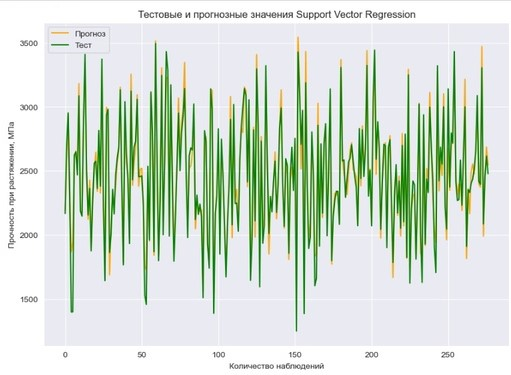 Тестовые и прогнозные значения Support Vector Regression
Прогноз
Тест
3500
3000
2500
2000
1500
Прочность при растяжении, МПа
0
50
100
150
200
250
Количество наблюдений